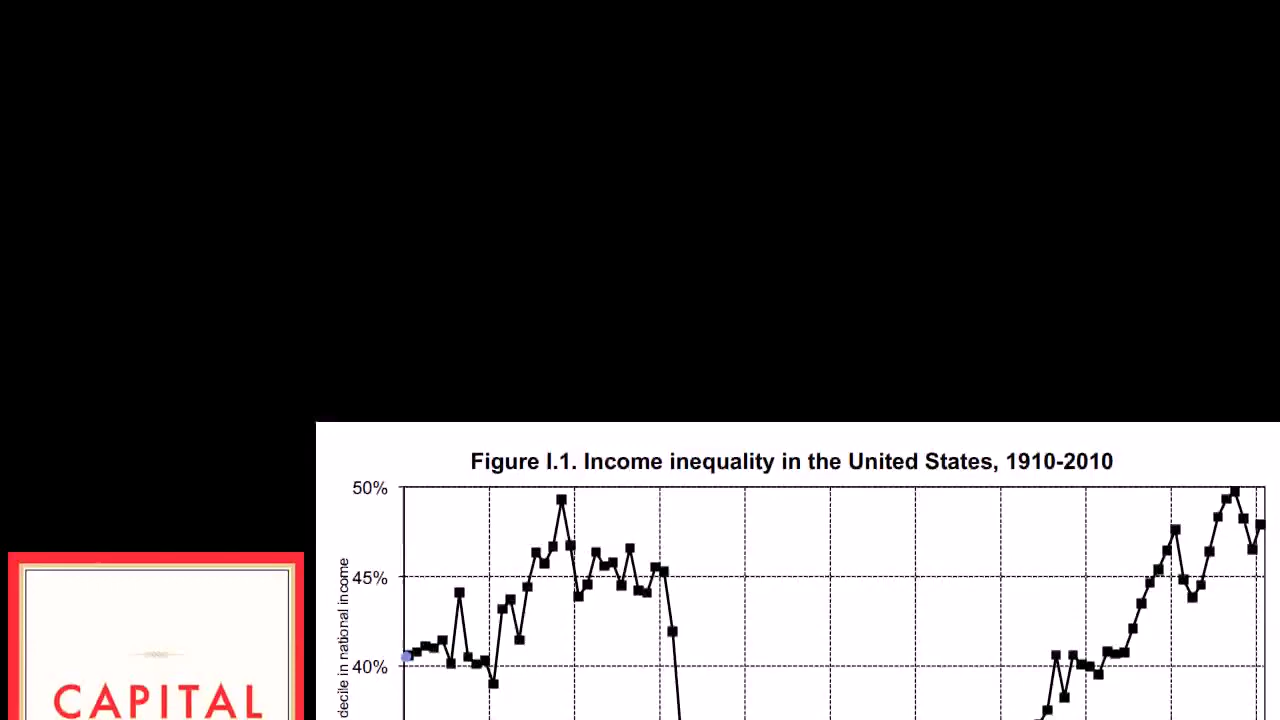 Figure I.1. Income inequality in the United States, 1910-2010
50%
45%
40%
decile in national income
CAPITAL